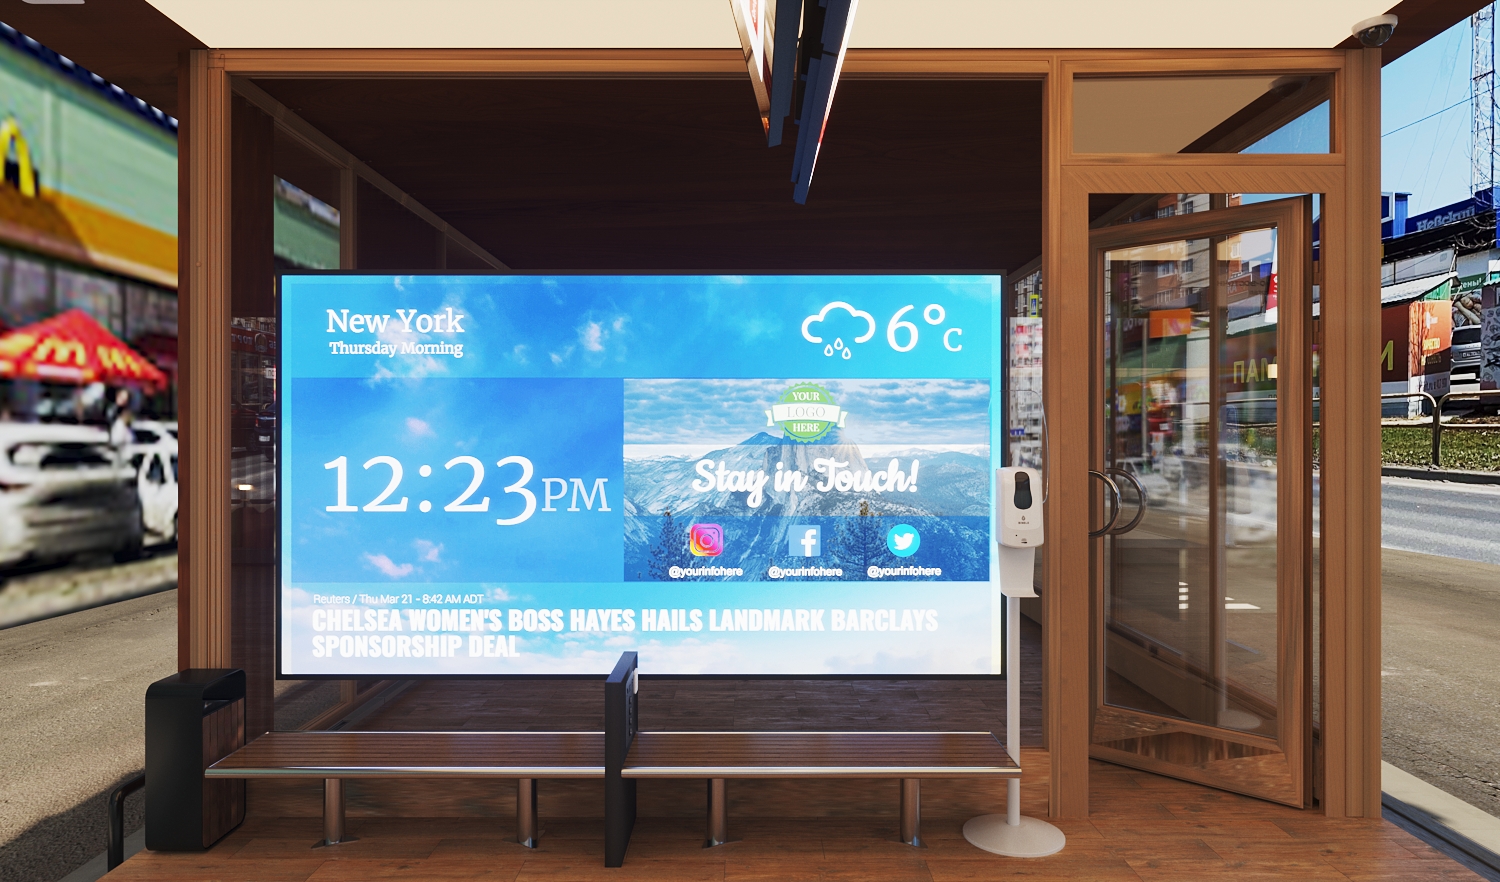 New York
Thursday Morning
6°C
12:23PM
YOUR
LOGO
HERE
Stay in Touch!
@yourinfohere
@yourinfohere
@yourinfohere
Reuters / Thu Mar 21 - 8:42 AM ADT
CHELSEA WOMEN'S BOSS HAYES HAILS LANDMARK BARCLAYS
SPONSORSHIP DEAL
Невский